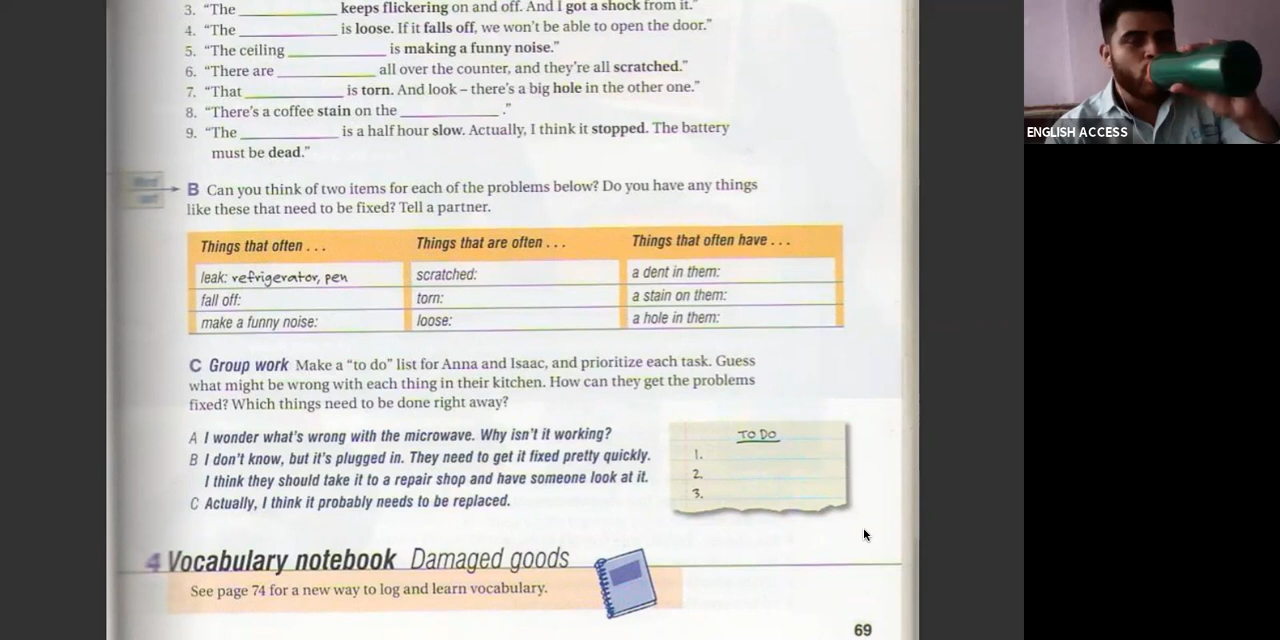 3. “The ____________ keeps flickering on and off. And I got a shock from it.”
4. “The ____________ is loose. If it falls off, we won’t be able to open the door.”
5. “The ceiling ____________ is making a funny noise.”
6. “There are ____________ all over the counter, and they’re all scratched.”
7. “That ____________ is torn. And look – there’s a big hole in the other one.”
8. “There’s a coffee stain on the ____________ .”
9. “The ____________ is a half hour slow. Actually, I think it stopped. The battery
must be dead.”
B Can you think of two items for each of the problems below? Do you have any things
like these that need to be fixed? Tell a partner.
Things that often . . . Things that are often . . . Things that often have . . .
leak: refrigerator, pen scratched: a dent in them:
fall off: torn: a stain on them:
make a funny noise: loose: a hole in them:
C Group work Make a “to do” list for Anna and Isaac, and prioritize each task. Guess
what might be wrong with each thing in their kitchen. How can they get the problems
fixed? Which things need to be done right away?
A I wonder what’s wrong with the microwave. Why isn’t it working?
B I don’t know, but it’s plugged in. They need to get it fixed pretty quickly.
I think they should take it to a repair shop and have someone look at it.
C Actually, I think it probably needs to be replaced.
TO DO
1.
2.
3.
4 Vocabulary notebook Damaged goods
See page 74 for a new way to log and learn vocabulary.
69
ENGLISH ACCESS